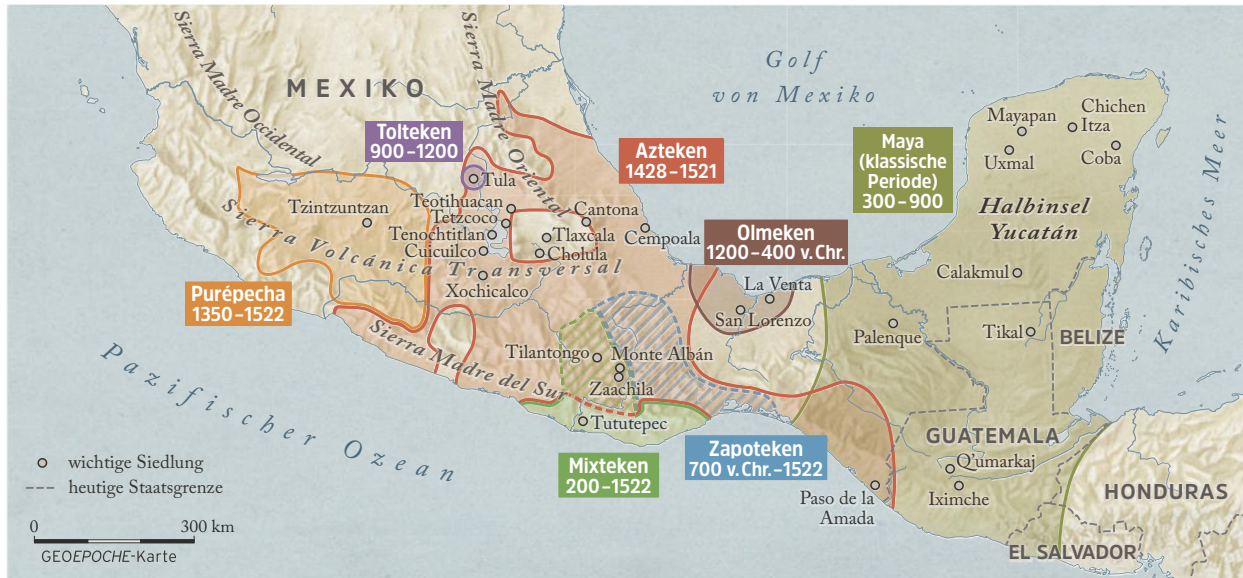 Sierra Madre Occidental
Sierra Madre Oriental
MEXIKO
Golf
von Mexiko
Tolteken
900–1200
Azteken
1428–1521
Maya
(klassische
Periode)
300–900
Mayapan
Chichen
Itza
Uxmal
Coba
Karibisches Meer
Halbinsel
Yucatán
Tula
Teotihuacan
Tetzcoco
Tenochtitlan
Cuicuilco
Xochicalco
Cantona
Tlaxcala
Cholula
Cempoala
Tzintzuntzan
Sierra Volcánica Transversal
Olmeken
1200–400 v. Chr.
La Venta
San Lorenzo
Calakmul
Palenque
Tikal
BELIZE
Purépecha
1350–1522
Sierra Madre del Sur
Tilantongo
Monte Albán
Zaachila
Tututepec
Pazifischer Ozean
Mixteken
200–1522
Zapoteken
700 v. Chr.–1522
GUATEMALA
Q'umarkaj
Iximche
Paso de la
Amada
HONDURAS
EL SALVADOR
wichtige Siedlung
heutige Staatsgrenze
0 300 km
GEOEPOCHE-Karte